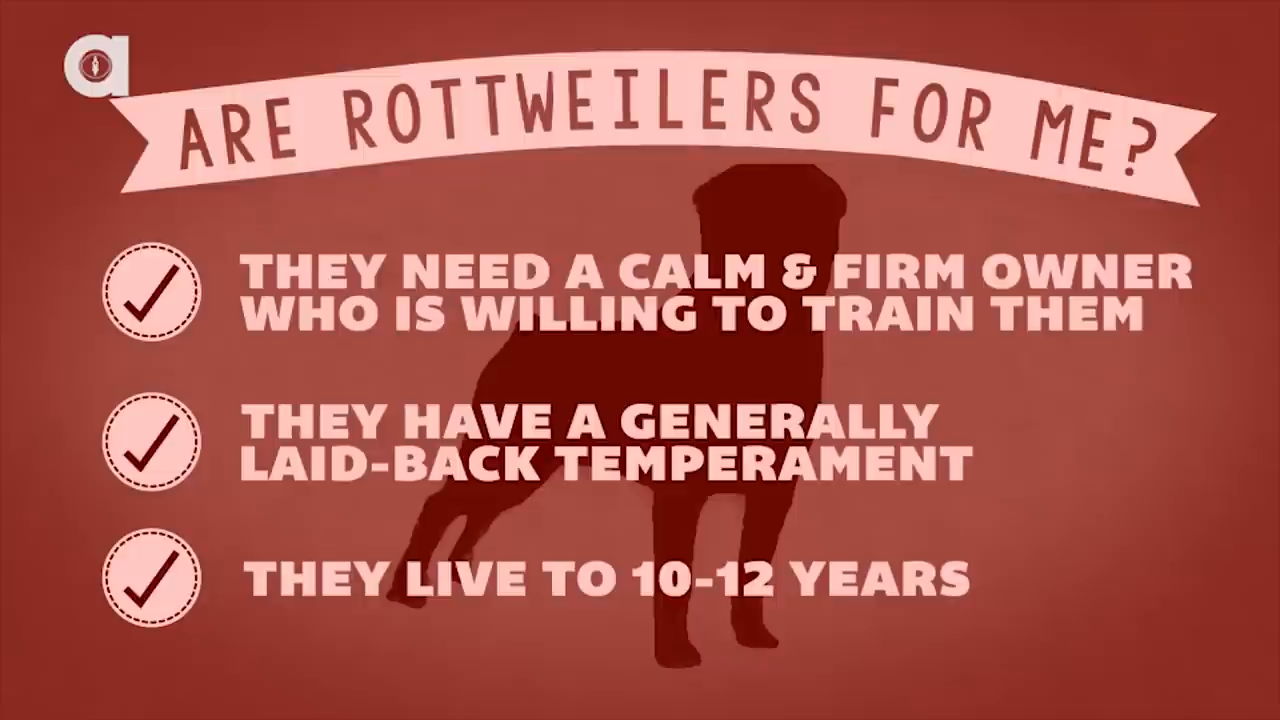 a
ARE ROTTWEILERS FOR ME?
THEY NEED A CALM & FIRM OWNER
WHO IS WILLING TO TRAIN THEM
THEY HAVE A GENERALLY
LAID-BACK TEMPERAMENT
THEY LIVE TO 10-12 YEARS